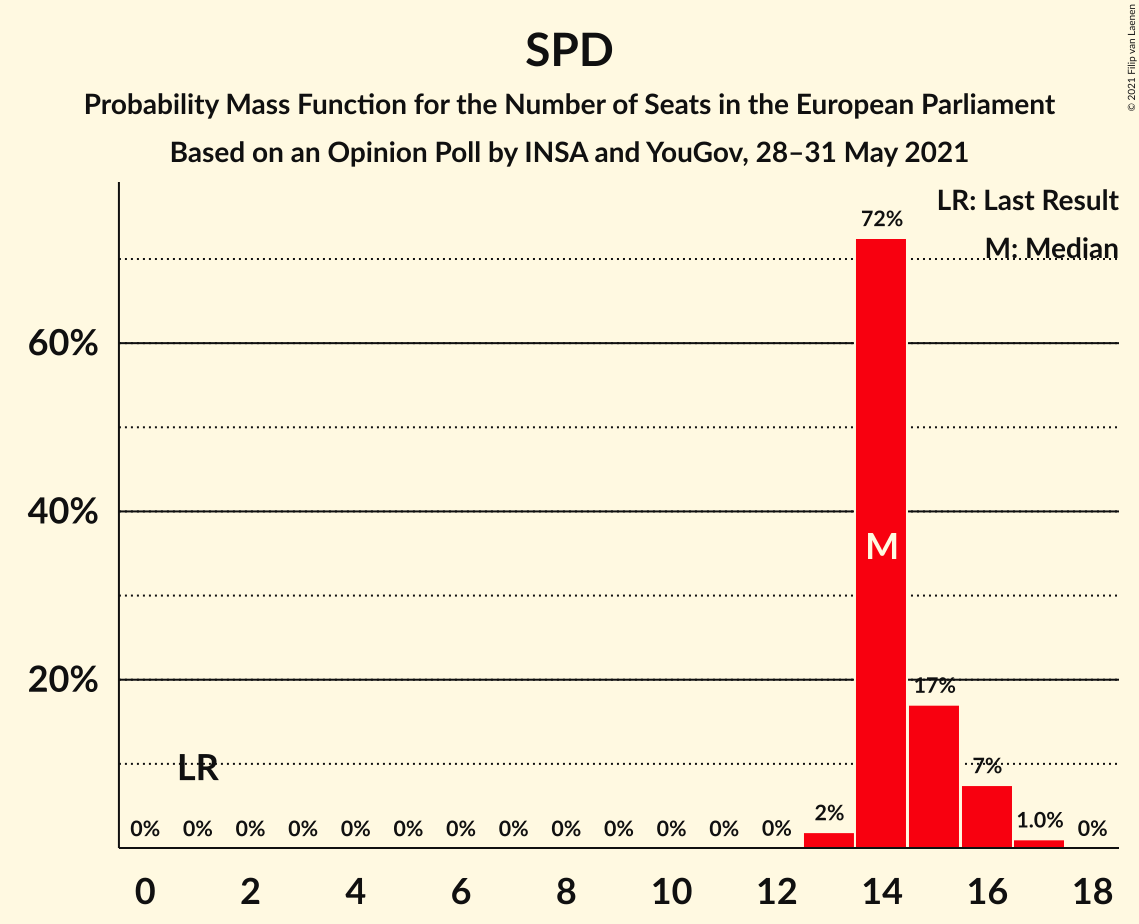 SPD
Probability Mass Function for the Number of Seats in the European Parliament
Based on an Opinion Poll by INSA and YouGov, 28–31 May 2021
© 2021 Filip van Laenen
LR: Last Result
M: Median
72%
60%
40%
M
20%
17%
LR
7%
0% 0% 0% 0% 0% 0% 0% 0% 0% 0% 0% 0% 0% 2% 1.0% 0%
0 2 4 6 8 10 12 14 16 18